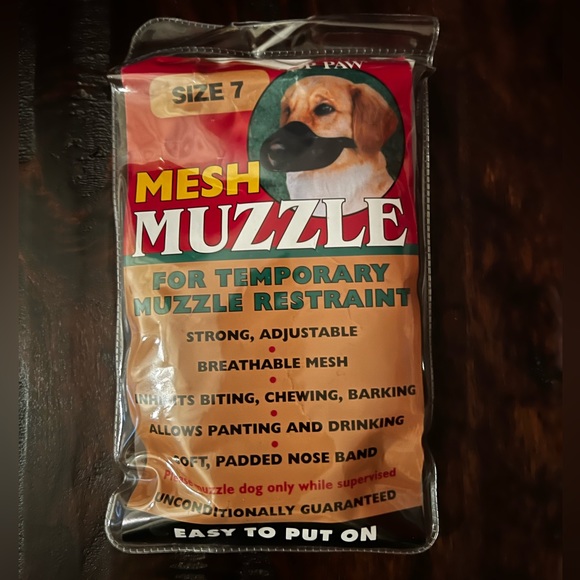 PAW
SIZE 7
MESH
MUZZLE
FOR TEMPORARY
MUZZLE RESTRAINT
STRONG, ADJUSTABLE
•
BREATHABLE MESH
•
INHIBITS BITING, CHEWING, BARKING
•
ALLOWS PANTING AND DRINKING
•
SOFT, PADDED NOSE BAND
Please muzzle dog only while supervised
UNCONDITIONALLY GUARANTEED
EASY TO PUT ON